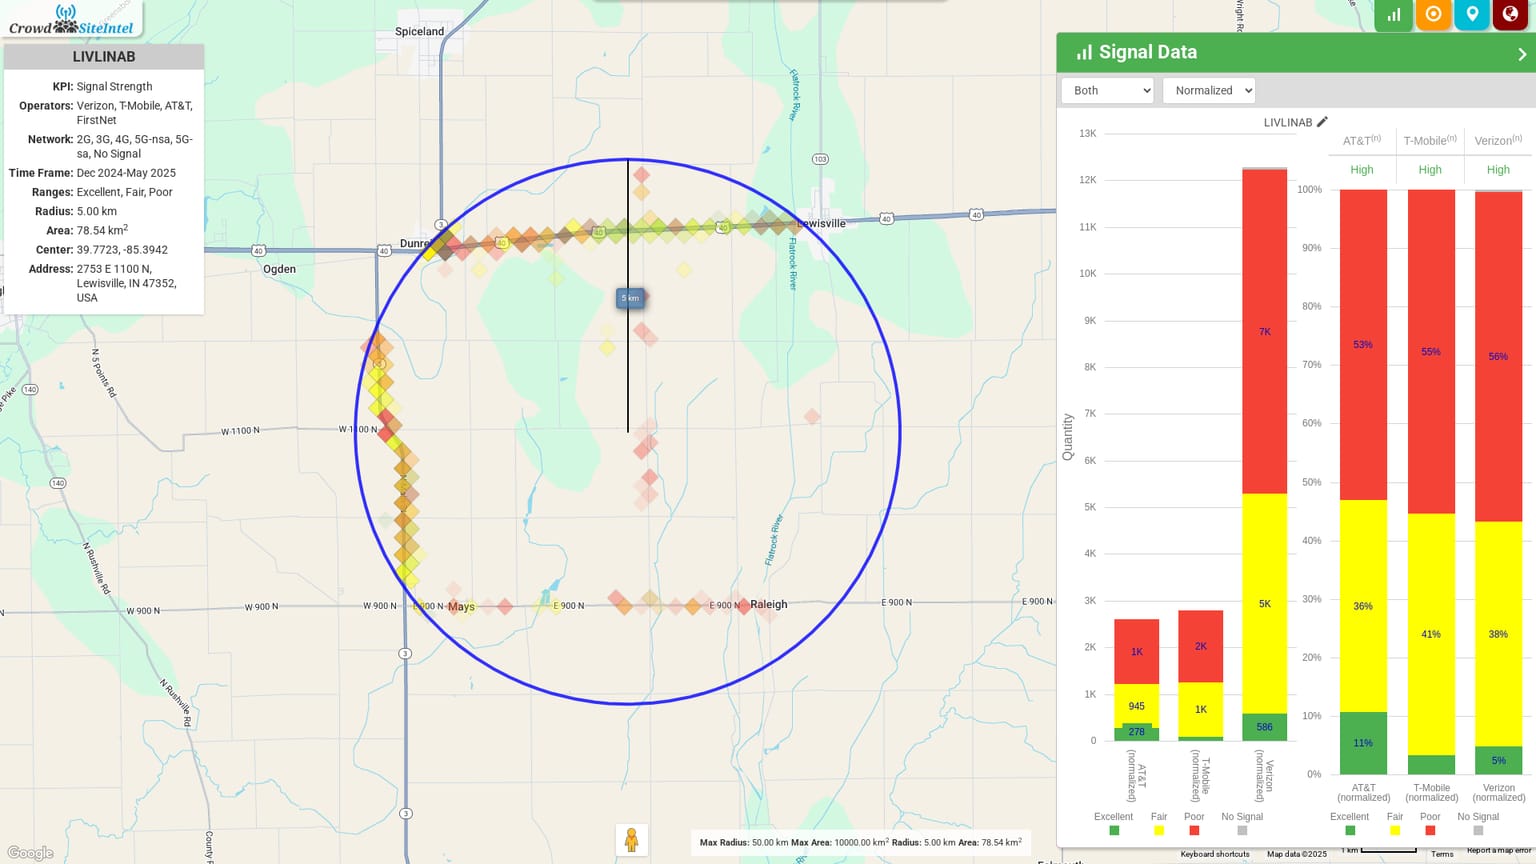 Crowd SiteIntel
LIVLINAB
KPI: Signal Strength
Operators: Verizon, T-Mobile, AT&T,
FirstNet
Network: 2G, 3G, 4G, 5G-nsa, 5G-
sa, No Signal
Time Frame: Dec 2024-May 2025
Ranges: Excellent, Fair, Poor
Radius: 5.00 km
Area: 78.54 km²
Center: 39.7723, -85.3942
Address: 2753 E 1100 N,
Lewisville, IN 47352,
USA
Spiceland
Flatrock River
103
3
40
40
Lewisville
40
40
40
Dunrei
40
40
Ogden
Flatrock River
5 km
N 5 Points Rd
140
3
W 1100 N
W 1100 N
140
N Rushville Rd
Flatrock River
W 900 N
W 900 N
W 900 N
E 900 N
Mays
E 900 N
E 900 N
Raleigh
E 900 N
E 900 N
3
N Rushville Rd
3
County F
Google
Max Radius: 50.00 km Max Area: 10000.00 km² Radius: 5.00 km Area: 78.54 km²
Signal Data
Both
Normalized
LIVLINAB
13K
12K
11K
10K
9K
8K
7K
6K
5K
4K
3K
2K
1K
0
Quantity
1K
945
278
2K
1K
7K
5K
586
AT&T
(normalized)
T-Mobile
(normalized)
Verizon
(normalized)
Excellent
Fair
Poor
No Signal
AT&T(n)
T-Mobile(n)
Verizon(n)
High
High
High
100%
90%
80%
70%
60%
50%
40%
30%
20%
10%
0%
53%
36%
11%
55%
41%
56%
38%
5%
AT&T
(normalized)
T-Mobile
(normalized)
Verizon
(normalized)
Excellent
Fair
Poor
No Signal
Keyboard shortcuts
Map data ©2025
1 km
Terms
Report a map error